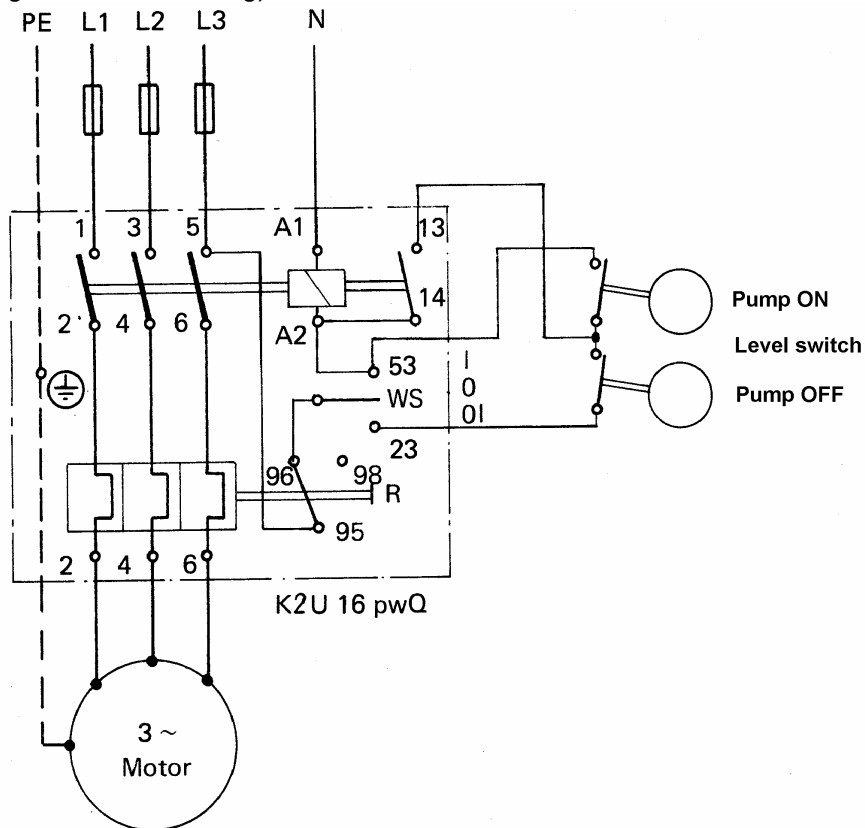 PE L1 L2 L3 N
1 3 5 A1 13
2 4 6 A2 14
53 I
WS 0
0I
23
96 98
R
95
2 4 6
K2U 16 pwQ
3 ~
Motor
Pump ON
Level switch
Pump OFF